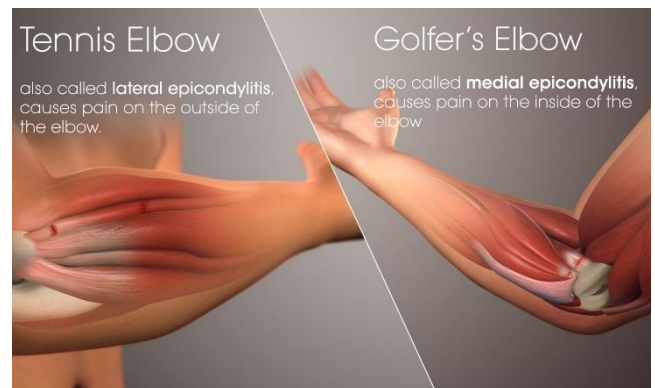 Tennis Elbow
also called lateral epicondylitis,
causes pain on the outside of
the elbow.
Golfer's Elbow
also called medial epicondylitis,
causes pain on the inside of the
elbow